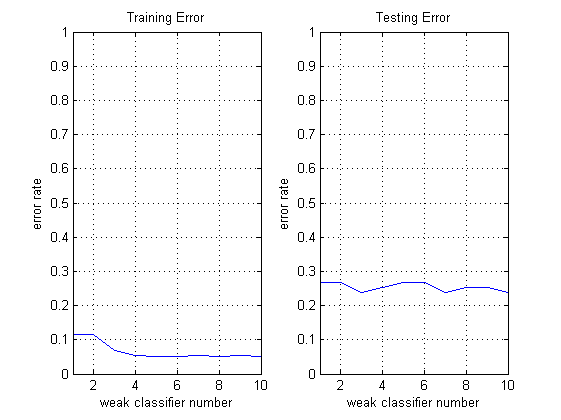 Training Error
1
0.9
0.8
0.7
0.6
0.5
0.4
0.3
0.2
0.1
0
error rate
2 4 6 8 10
weak classifier number
Testing Error
1
0.9
0.8
0.7
0.6
0.5
0.4
0.3
0.2
0.1
0
error rate
2 4 6 8 10
weak classifier number